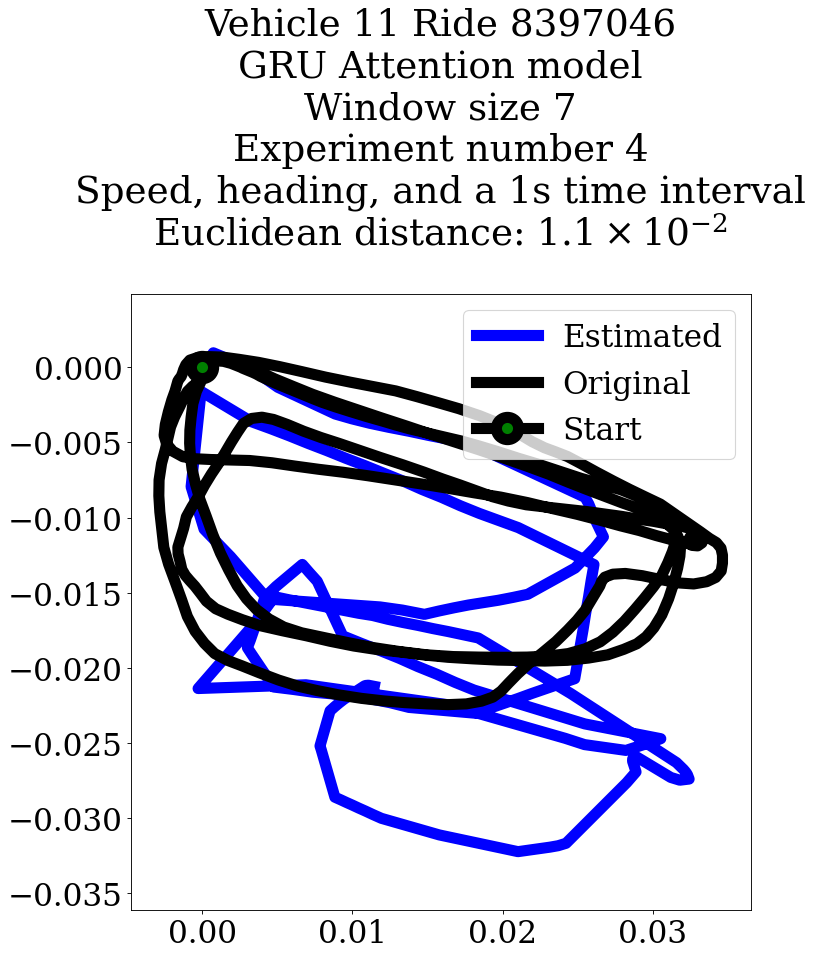 Vehicle 11 Ride 8397046
GRU Attention model
Window size 7
Experiment number 4
Speed, heading, and a 1s time interval
Euclidean distance: 1.1 × 10⁻²
Estimated
Original
Start
0.000
−0.005
−0.010
−0.015
−0.020
−0.025
−0.030
−0.035
0.00 0.01 0.02 0.03